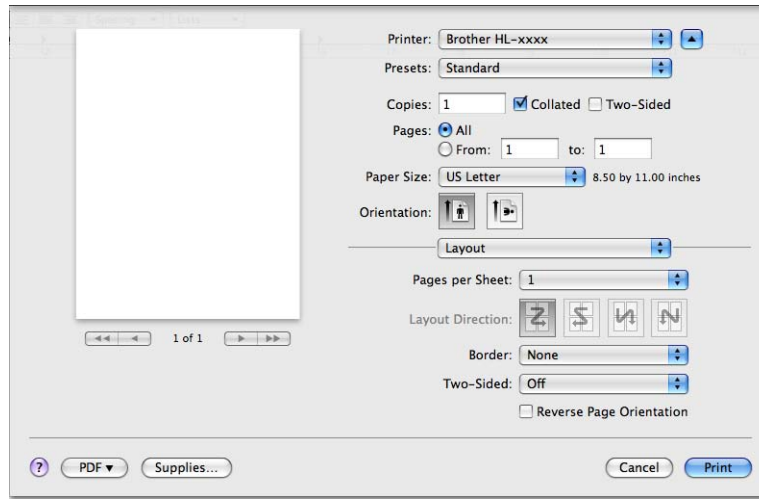 Spacing
Printer: Brother HL-xxxx
Presets: Standard
Copies: 1 Collated Two-Sided
Pages: All
From: 1 to: 1
Paper Size: US Letter 8.50 by 11.00 inches
Orientation:
Layout
Pages per Sheet: 1
Layout Direction:
1 of 1
Border: None
Two-Sided: Off
Reverse Page Orientation
? PDF Supplies... Cancel Print